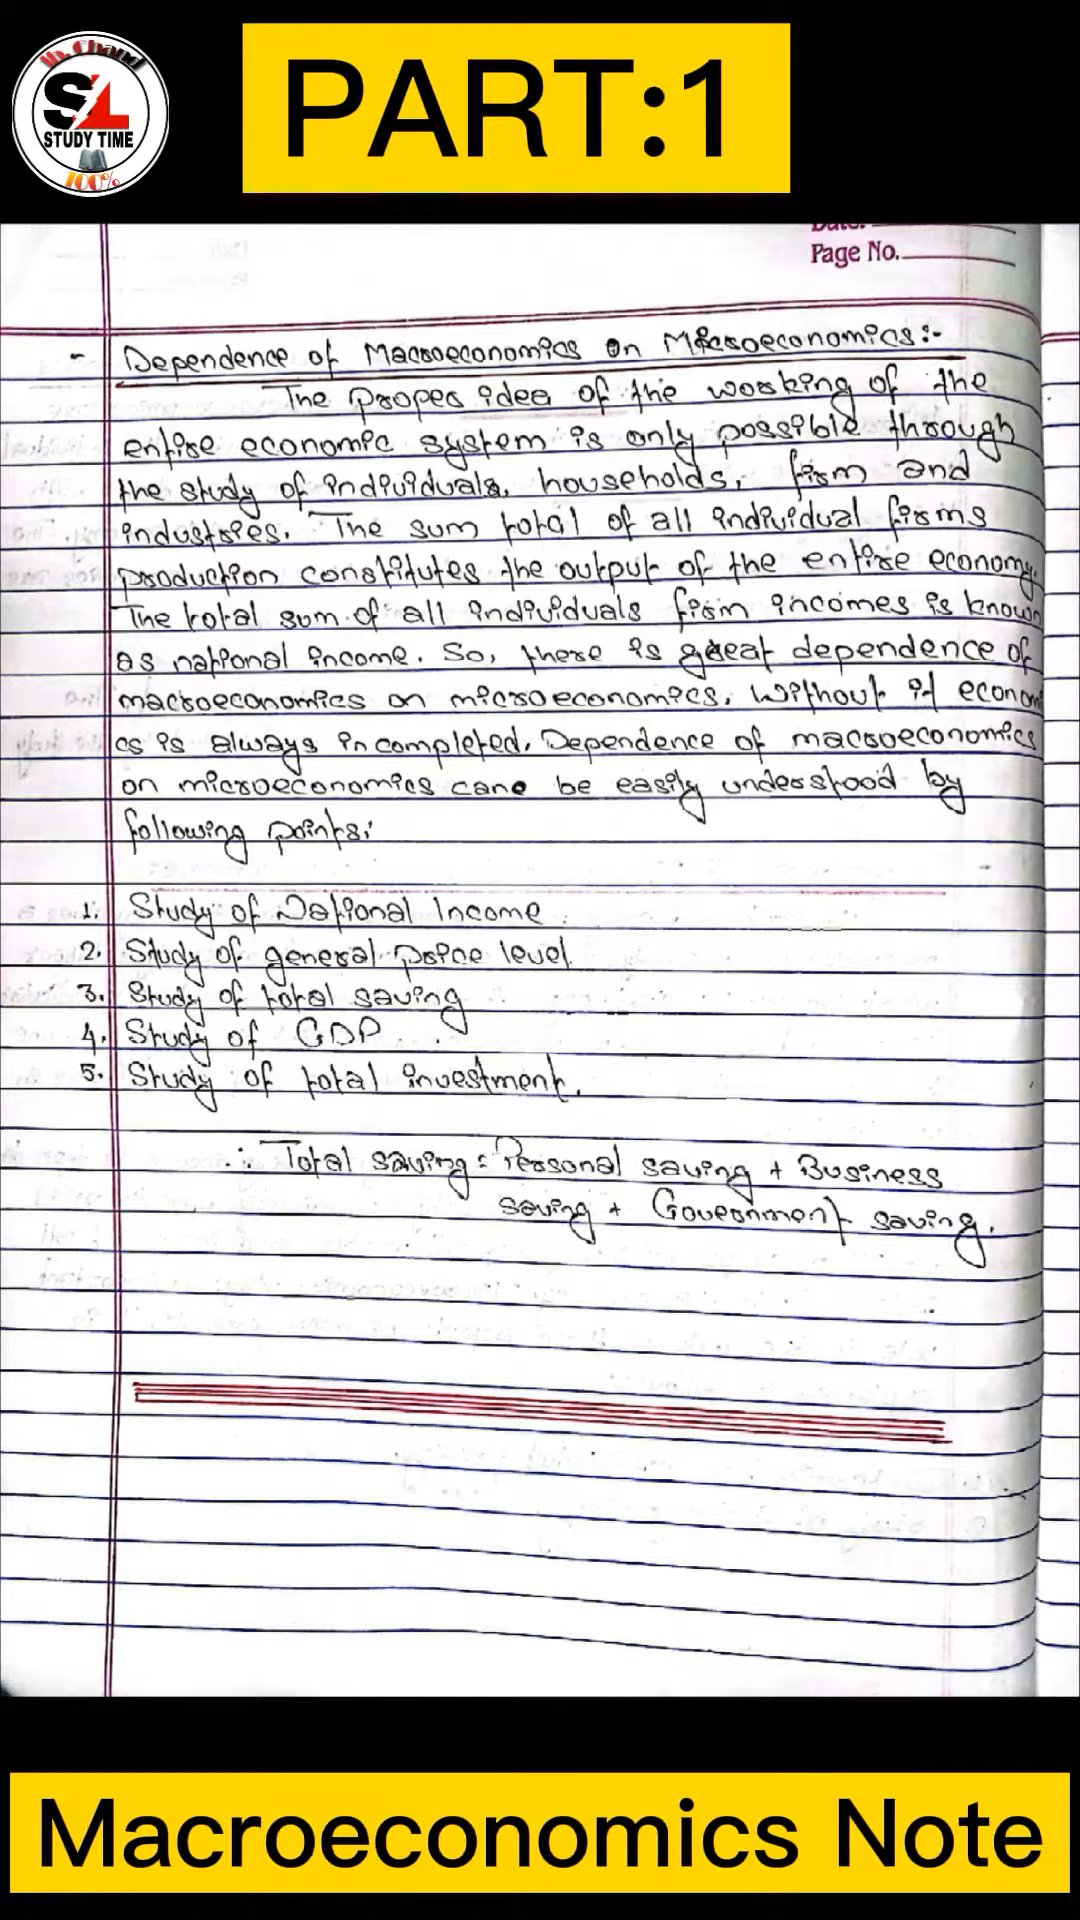 Mr. Chand
SL
STUDY TIME
100%
PART:1
Date.
Page No.
- Dependence of Macroeconomics on Microeconomics:-
The proper idea of the working of the
entire economic system is only possible through
the study of individuals, households, firm and
industries. The sum total of all individual firms
production constitutes the output of the entire economy.
The total sum of all individuals firm incomes is known
as national income. So, there is great dependence of
macroeconomics on microeconomics. Without it economi
cs is always incompleted. Dependence of macroeconomics
on microeconomics cane be easily understood by
following points:
1. Study of National Income
2. Study of general price level.
3. Study of total saving
4. Study of GDP
5. Study of total investment.
∴ Total saving = Personal saving + Business
saving + Government saving.
Macroeconomics Note